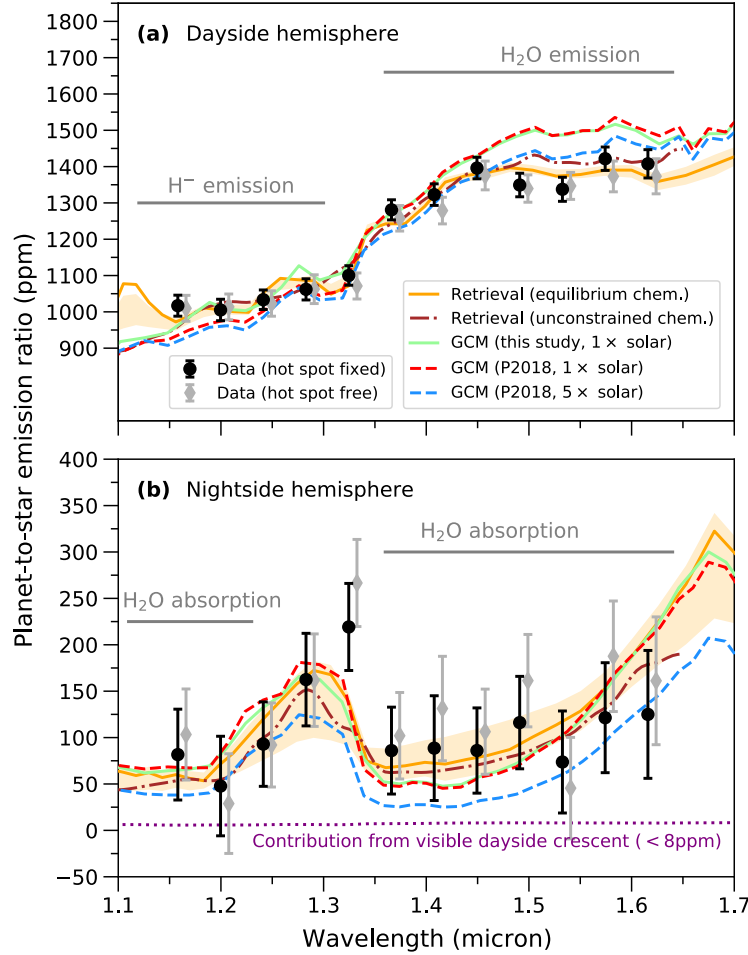 1800
1700
1600
1500
1400
1300
1200
1100
1000
900
(a) Dayside hemisphere
H₂O emission
H⁻ emission
Data (hot spot fixed)
Data (hot spot free)
Retrieval (equilibrium chem.)
Retrieval (unconstrained chem.)
GCM (this study, 1× solar)
GCM (P2018, 1× solar)
GCM (P2018, 5× solar)
Planet-to-star emission ratio (ppm)
400
350
300
250
200
150
100
50
0
−50
(b) Nightside hemisphere
H₂O absorption
H₂O absorption
Contribution from visible dayside crescent (<8ppm)
1.1 1.2 1.3 1.4 1.5 1.6 1.7
Wavelength (micron)